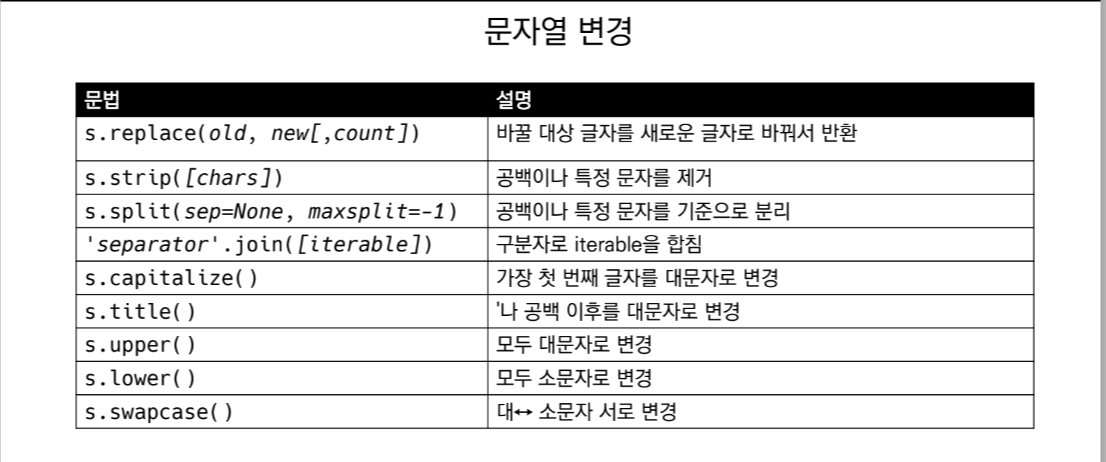 문자열 변경
문법 설명
s.replace(old, new[,count]) 바꿀 대상 글자를 새로운 글자로 바꿔서 반환
s.strip([chars]) 공백이나 특정 문자를 제거
s.split(sep=None, maxsplit=-1) 공백이나 특정 문자를 기준으로 분리
'separator'.join([iterable]) 구분자로 iterable을 합침
s.capitalize() 가장 첫 번째 글자를 대문자로 변경
s.title() '나 공백 이후를 대문자로 변경
s.upper() 모두 대문자로 변경
s.lower() 모두 소문자로 변경
s.swapcase() 대↔ 소문자 서로 변경